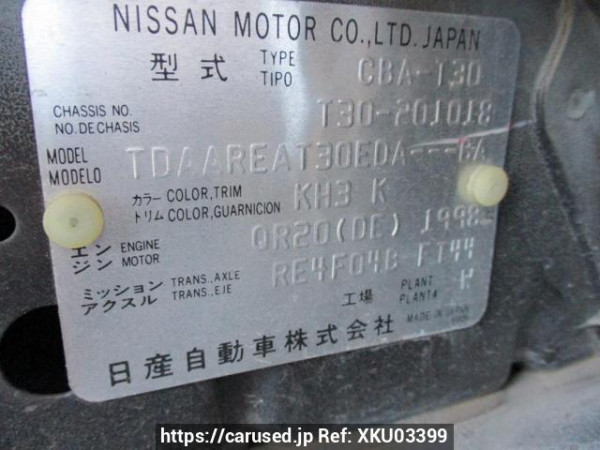 NISSAN MOTOR CO.,LTD. JAPAN
型式 TYPE TIPO CBA-T30
CHASSIS NO. NO. DE CHASIS T30-201018
MODEL MODELO TDAAREAT30EDA---BA
カラー COLOR, TRIM トリム COLOR, GUARNICION KH3 K
エンジン ENGINE MOTOR QR20(DE) 1998
ミッション TRANS., AXLE アクスル TRANS., EJE RE4F04B-FT44
工場 PLANT PLANTA K
日産自動車株式会社 MADE IN JAPAN
https://carused.jp Ref: XKU03399